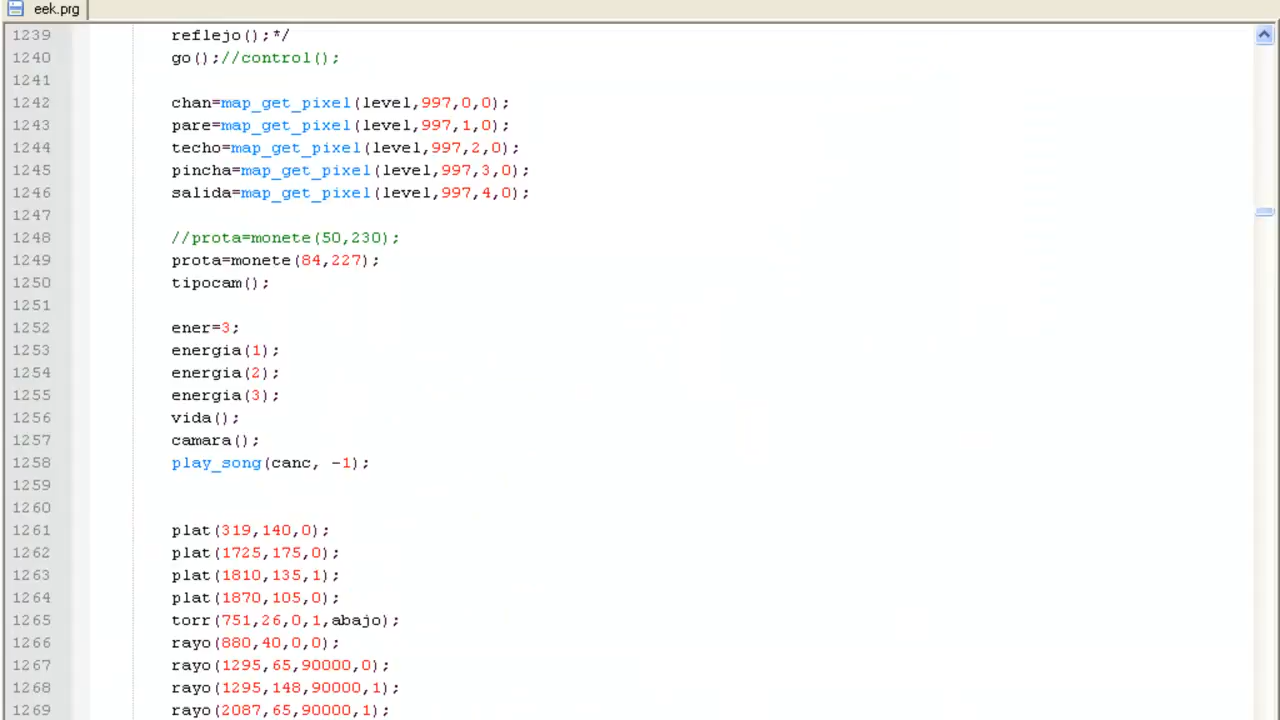 eek.prg
1239 reflejo();*/
1240 go();//control();
1241
1242 chan=map_get_pixel(level,997,0,0);
1243 pare=map_get_pixel(level,997,1,0);
1244 techo=map_get_pixel(level,997,2,0);
1245 pincha=map_get_pixel(level,997,3,0);
1246 salida=map_get_pixel(level,997,4,0);
1247
1248 //prota=monete(50,230);
1249 prota=monete(84,227);
1250 tipocam();
1251
1252 ener=3;
1253 energia(1);
1254 energia(2);
1255 energia(3);
1256 vida();
1257 camara();
1258 play_song(canc, -1);
1259
1260
1261 plat(319,140,0);
1262 plat(1725,175,0);
1263 plat(1810,135,1);
1264 plat(1870,105,0);
1265 torr(751,26,0,1,abajo);
1266 rayo(880,40,0,0);
1267 rayo(1295,65,90000,0);
1268 rayo(1295,148,90000,1);
1269 rayo(2087,65,90000,1);